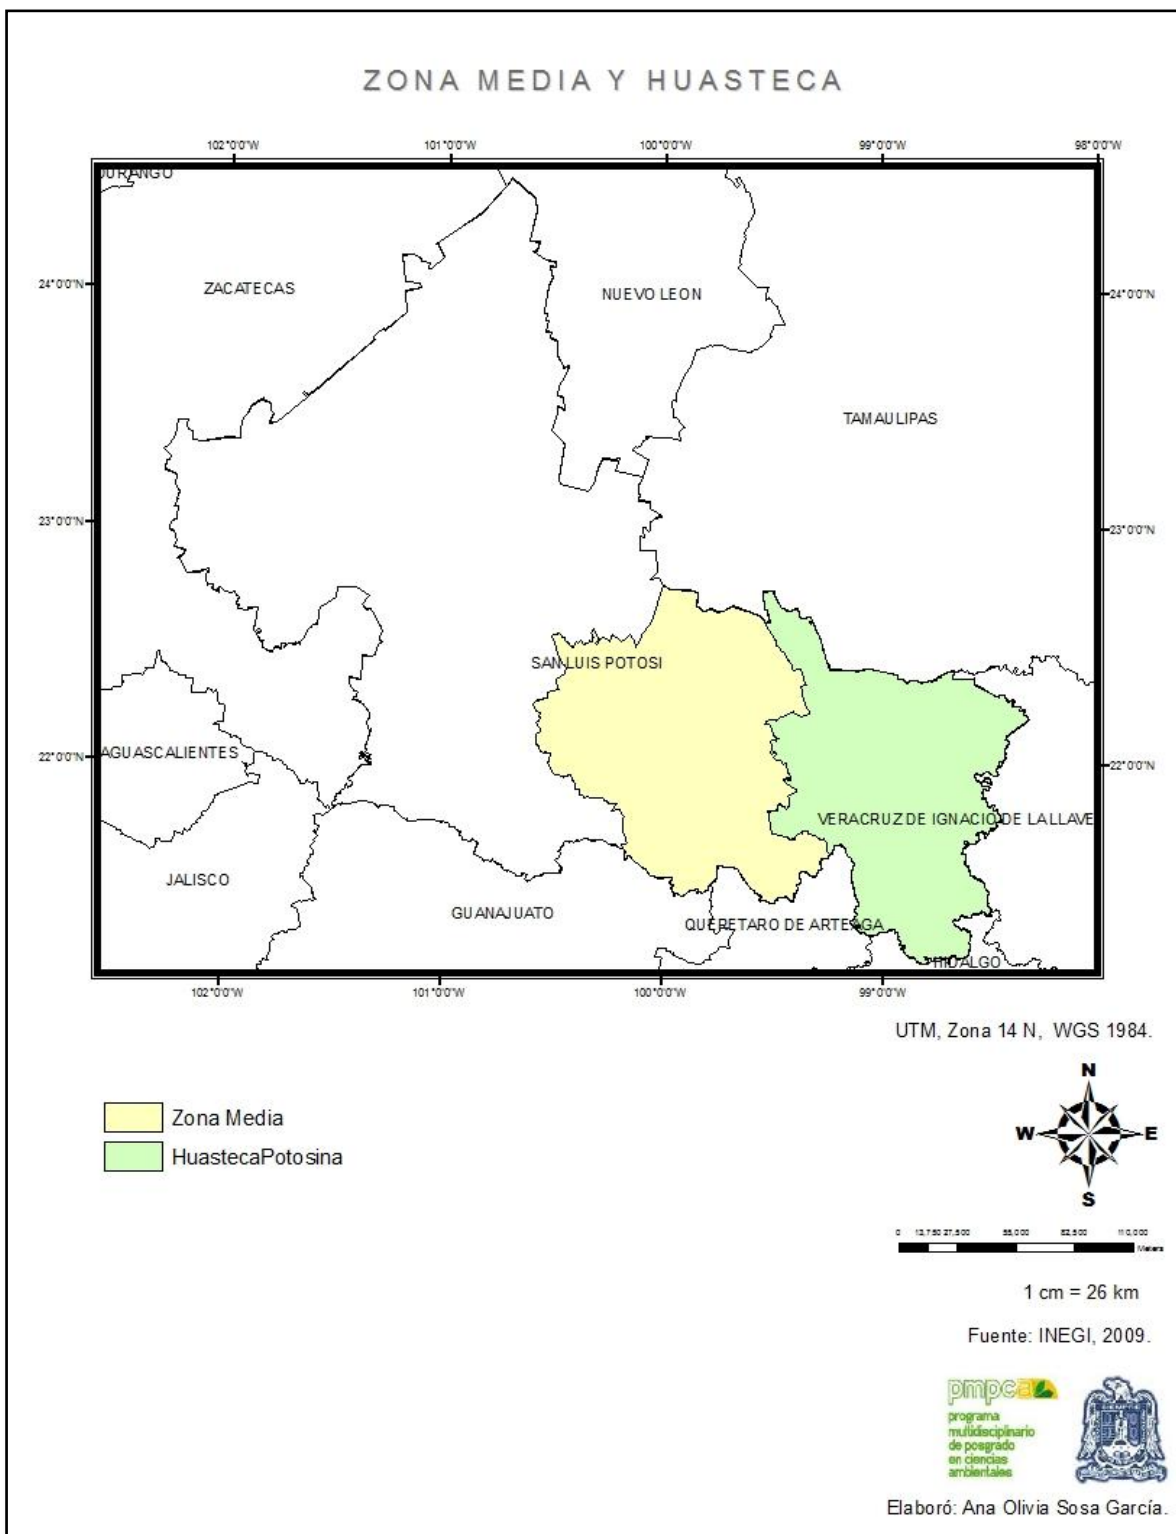 ZONA MEDIA Y HUASTECA
102°0'0"W 101°0'0"W 100°0'0"W 99°0'0"W 98°0'0"W
DURANGO
24°0'0"N
ZACATECAS
NUEVO LEON
24°0'0"N
TAMAULIPAS
23°0'0"N
23°0'0"N
SAN LUIS POTOSI
22°0'0"N
AGUASCALIENTES
22°0'0"N
VERACRUZ DE IGNACIO DE LA LLAVE
JALISCO
GUANAJUATO
QUERETARO DE ARTEAGA
HIDALGO
102°0'0"W 101°0'0"W 100°0'0"W 99°0'0"W
UTM, Zona 14 N, WGS 1984.
N
W E
S
Zona Media
HuastecaPotosina
0 13,750 27,500 55,000 82,500 110,000
Meters
1 cm = 26 km
Fuente: INEGI, 2009.
pmpca
programa
multidisciplinario
de posgrado
en ciencias
ambientales
Elaboró: Ana Olivia Sosa García.